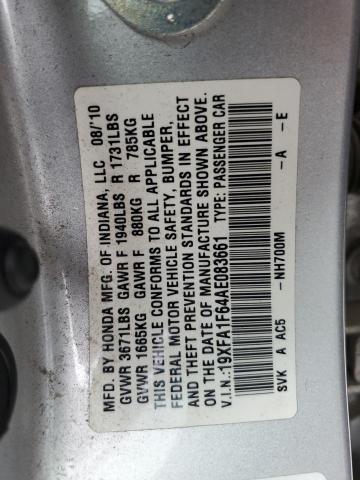 MFD. BY HONDA MFG. OF INDIANA, LLC 08/'10
GVWR 3671LBS GAWR F 1940LBS R 1731LBS
GVWR 1665KG GAWR F 880KG R 785KG
THIS VEHICLE CONFORMS TO ALL APPLICABLE
FEDERAL MOTOR VEHICLE SAFETY, BUMPER,
AND THEFT PREVENTION STANDARDS IN EFFECT
ON THE DATE OF MANUFACTURE SHOWN ABOVE.
V.I.N.:19XFA1F64AE083661 TYPE: PASSENGER CAR
SVK A AC5 -NH700M -A -E